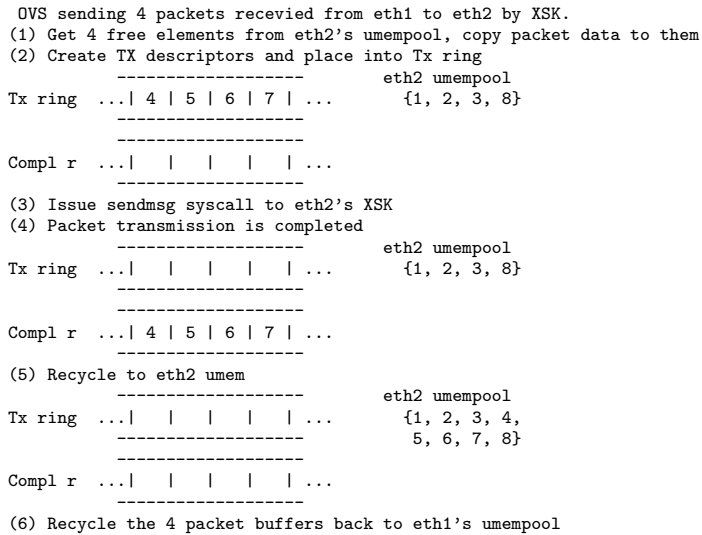 OVS sending 4 packets recevied from eth1 to eth2 by XSK.
(1) Get 4 free elements from eth2's umempool, copy packet data to them
(2) Create TX descriptors and place into Tx ring
           -------------------        eth2 umempool
Tx ring  ...| 4 | 5 | 6 | 7 | ...       {1, 2, 3, 8}
           -------------------
           -------------------
Compl r  ...|   |   |   |   | ...
           -------------------
(3) Issue sendmsg syscall to eth2's XSK
(4) Packet transmission is completed
           -------------------        eth2 umempool
Tx ring  ...|   |   |   |   | ...       {1, 2, 3, 8}
           -------------------
           -------------------
Compl r  ...| 4 | 5 | 6 | 7 | ...
           -------------------
(5) Recycle to eth2 umem
           -------------------        eth2 umempool
Tx ring  ...|   |   |   |   | ...       {1, 2, 3, 4,
           -------------------         5, 6, 7, 8}
           -------------------
Compl r  ...|   |   |   |   | ...
           -------------------
(6) Recycle the 4 packet buffers back to eth1's umempool